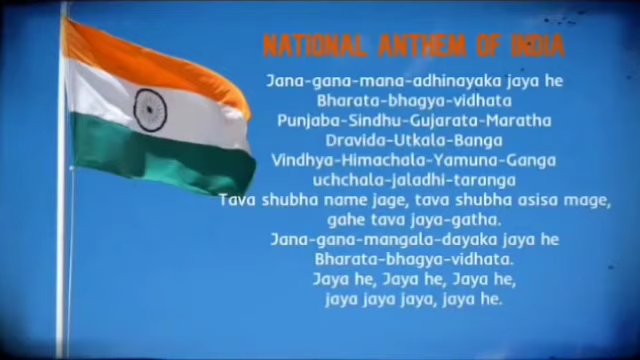 NATIONAL ANTHEM OF INDIA
Jana-gana-mana-adhinayaka jaya he
Bharata-bhagya-vidhata
Punjaba-Sindhu-Gujarata-Maratha
Dravida-Utkala-Banga
Vindhya-Himachala-Yamuna-Ganga
uchchala-jaladhi-taranga
Tava shubha name jage, tava shubha asisa mage,
gahe tava jaya-gatha.
Jana-gana-mangala-dayaka jaya he
Bharata-bhagya-vidhata.
Jaya he, Jaya he, Jaya he,
jaya jaya jaya, jaya he.